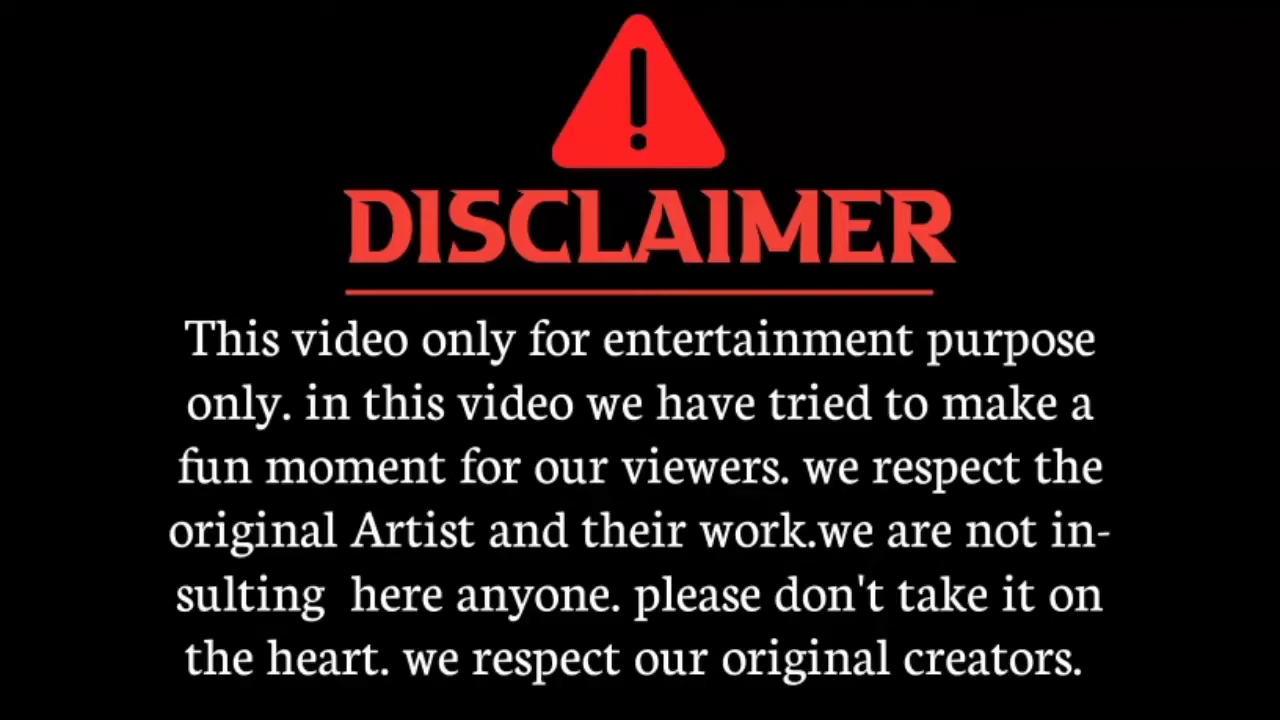 DISCLAIMER
This video only for entertainment purpose
only. in this video we have tried to make a
fun moment for our viewers. we respect the
original Artist and their work.we are not in-
sulting  here anyone. please don't take it on
the heart. we respect our original creators.